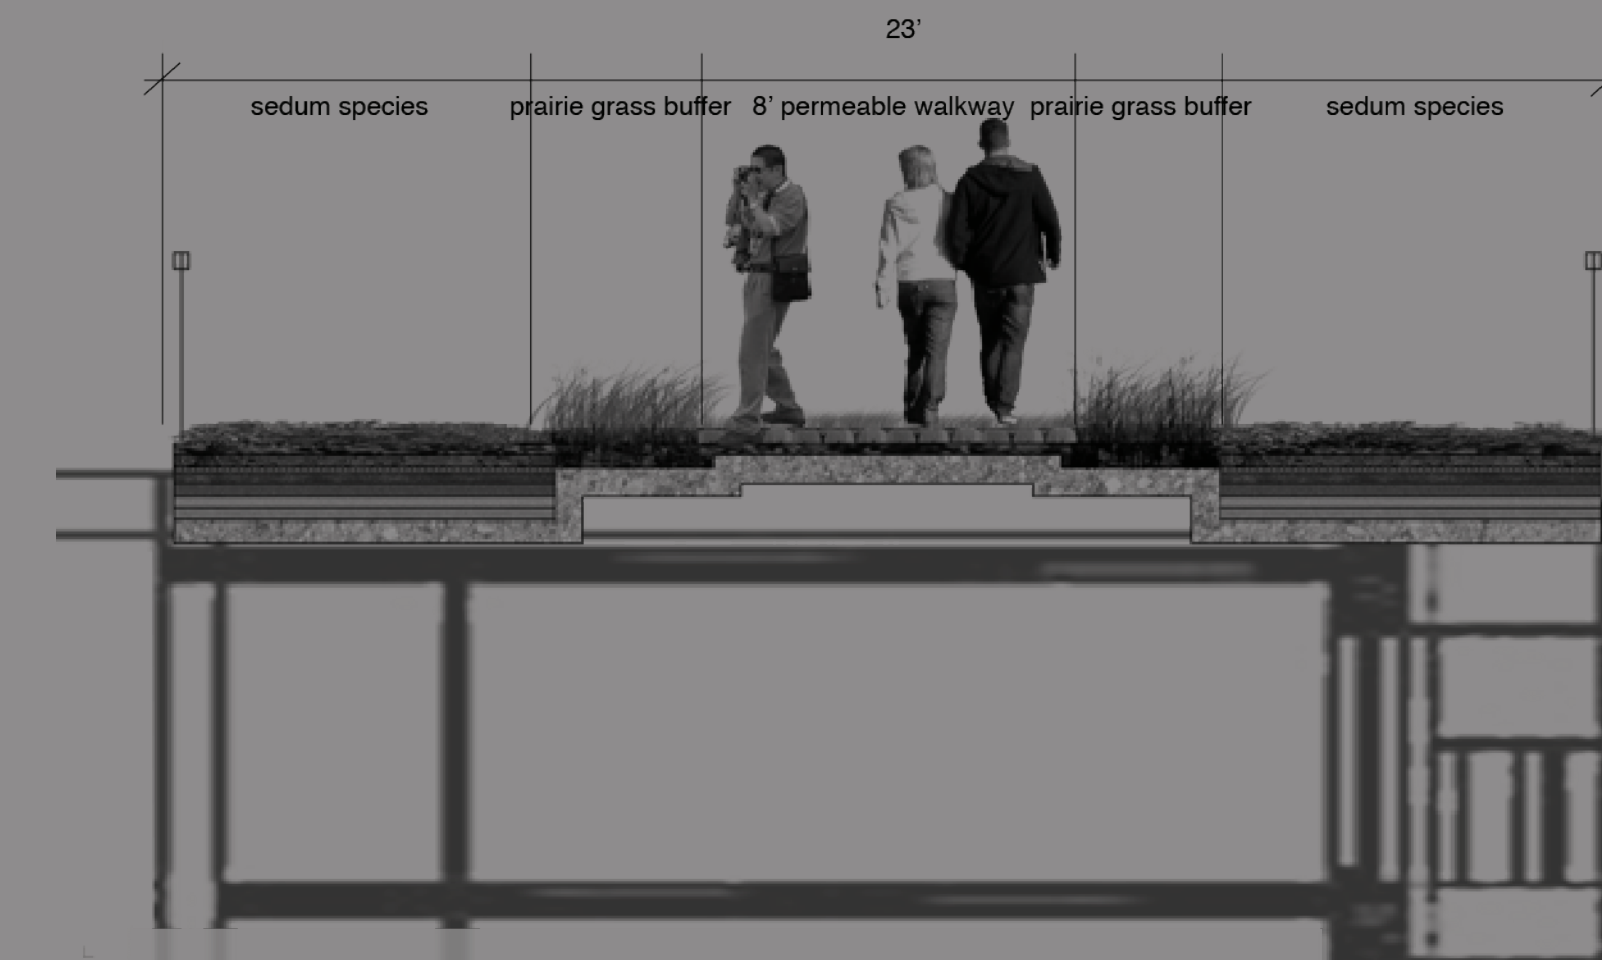 23’
sedum species
prairie grass buffer
8’ permeable walkway
prairie grass buffer
sedum species